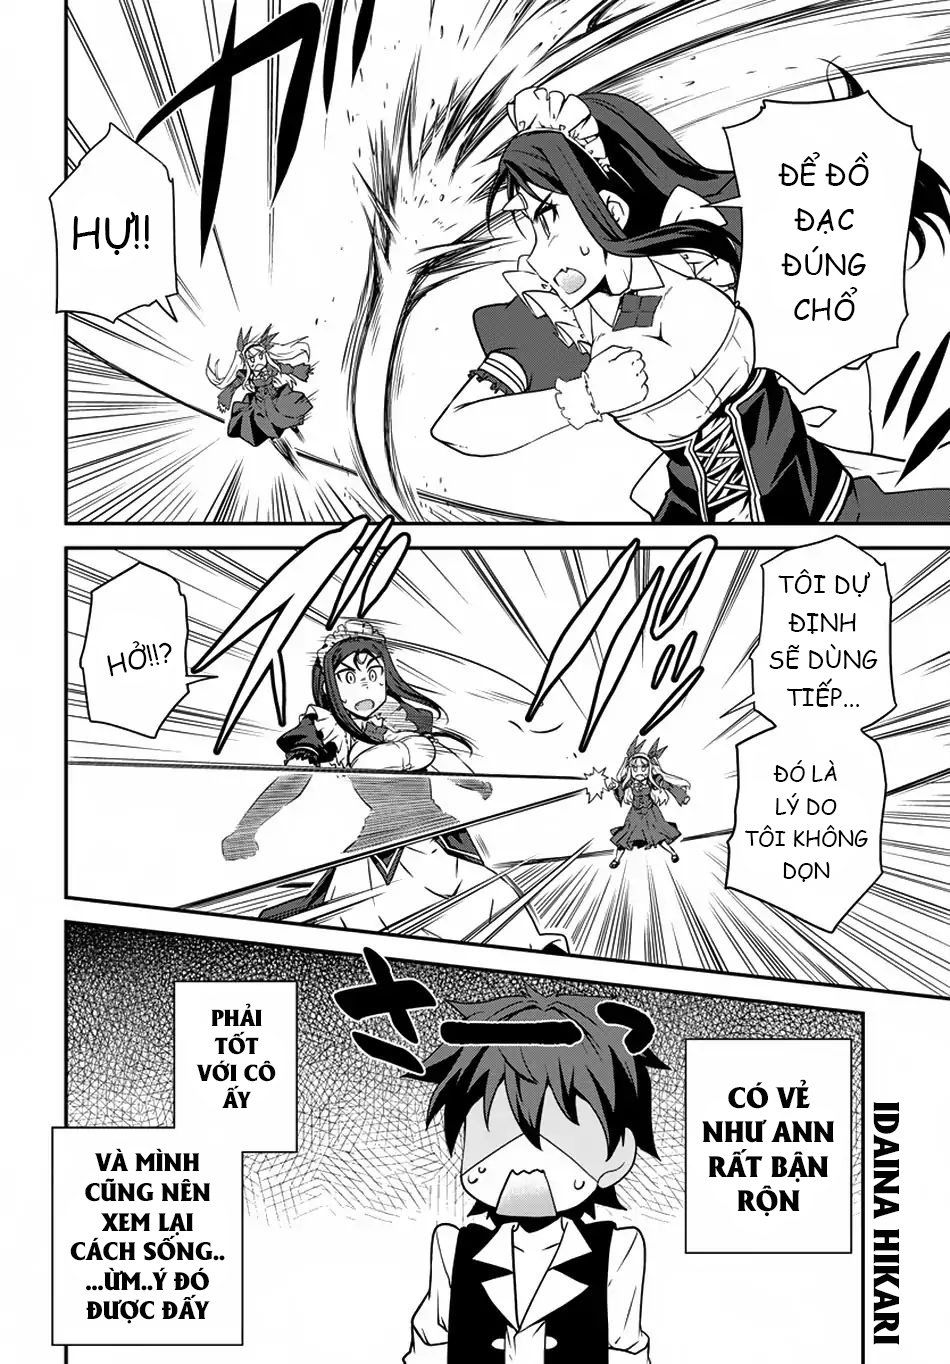 ĐỂ ĐỒ
ĐẠC
ĐÚNG
CHỔ
HỰ!!
TÔI DỰ
ĐỊNH
SẼ DÙNG
TIẾP...
ĐÓ LÀ
LÝ DO
TÔI KHÔNG
DỌN
HỞ!!?
CÓ VẺ
NHƯ ANN
RẤT BẬN
RỘN
PHẢI
TỐT
VỚI CÔ
ẤY
VÀ MÌNH
CŨNG NÊN
XEM LẠI
CÁCH SỐNG..
...ỪM..Ý ĐÓ
ĐƯỢC ĐẤY
IDAINA HIKARI